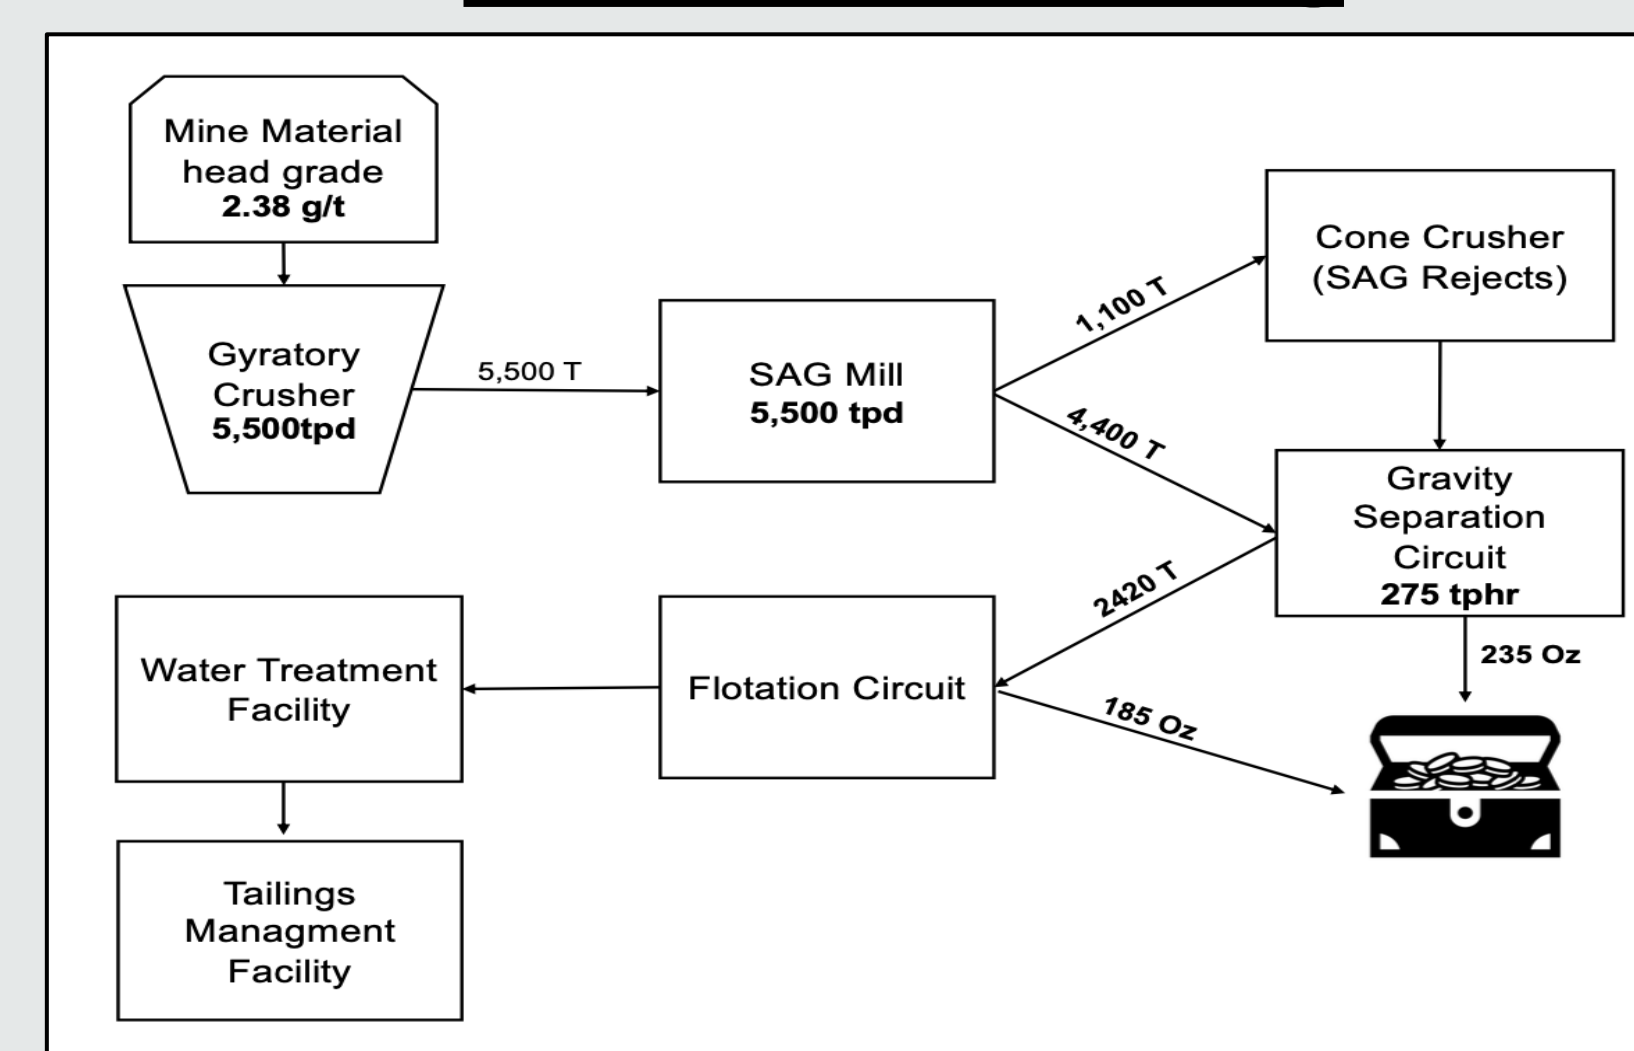 Mine Material
head grade
2.38 g/t
Gyratory
Crusher
5,500tpd
5,500 T
SAG Mill
5,500 tpd
1,100 T
4,400 T
Cone Crusher
(SAG Rejects)
Gravity
Separation
Circuit
275 tphr
235 Oz
2420 T
Flotation Circuit
185 Oz
Water Treatment
Facility
Tailings
Managment
Facility